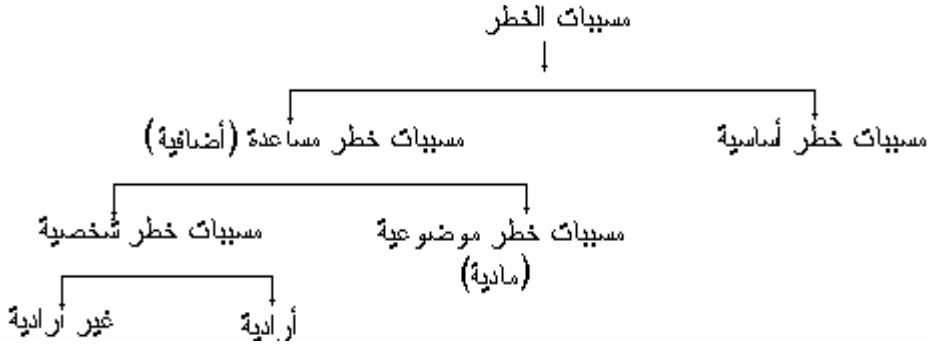 مسببات الخطر
مسببات خطر أساسية
مسببات خطر مساعدة (أضافية)
مسببات خطر موضوعية
(مادية)
مسببات خطر شخصية
أرادية
غير أرادية